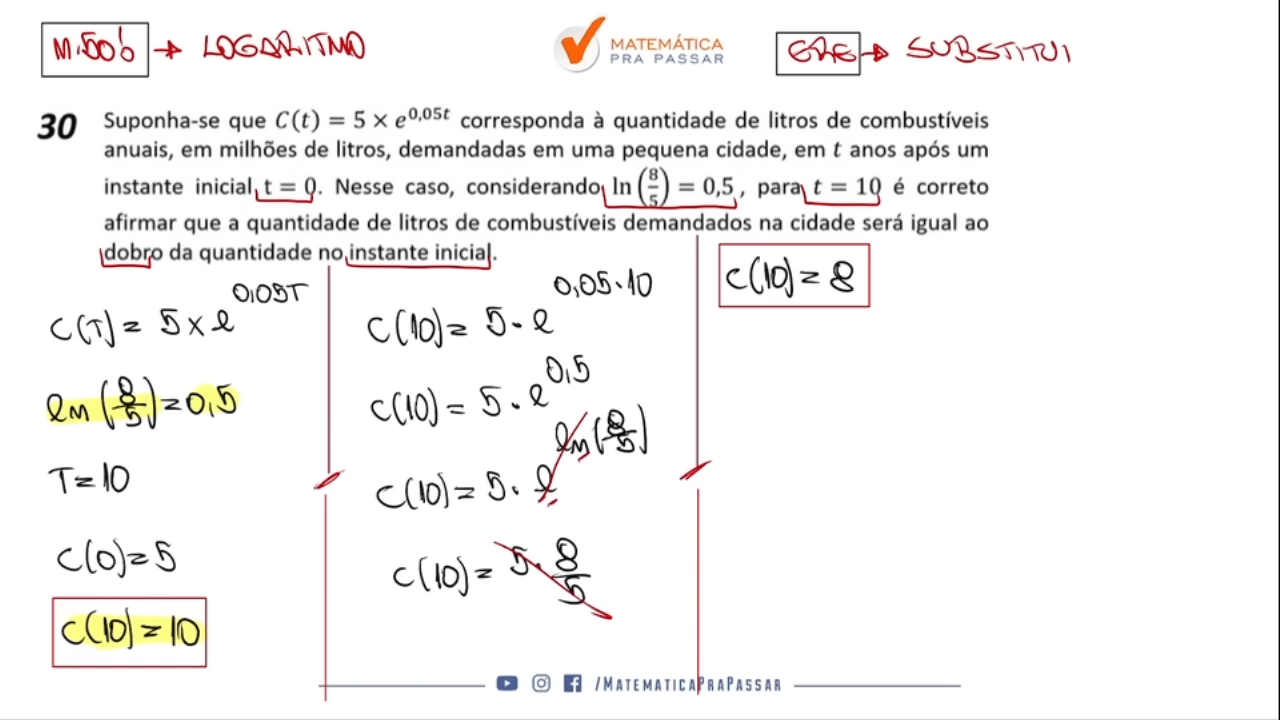 M.500's → LOGARITMO
MATEMÁTICA
PRA PASSAR
→ SUBSTITUI
30 Suponha-se que C(t) = 5 × e^{0,05t} corresponda à quantidade de litros de combustíveis
anuais, em milhões de litros, demandadas em uma pequena cidade, em t anos após um
instante inicial t = 0. Nesse caso, considerando ln(8/5) = 0,5, para t = 10 é correto
afirmar que a quantidade de litros de combustíveis demandados na cidade será igual ao
dobro da quantidade no instante inicial.
C(T) = 5 x e^{0,05T}
ln(8/5) = 0,5
T = 10
C(0) = 5
C(10) = 10
C(10) = 5 · e^{0,05·10}
C(10) = 5 · e^{0,5}
C(10) = 5 · e^{ln(8/5)}
C(10) = 5 · 8/5
C(10) = 8
/MatematicaPraPassar